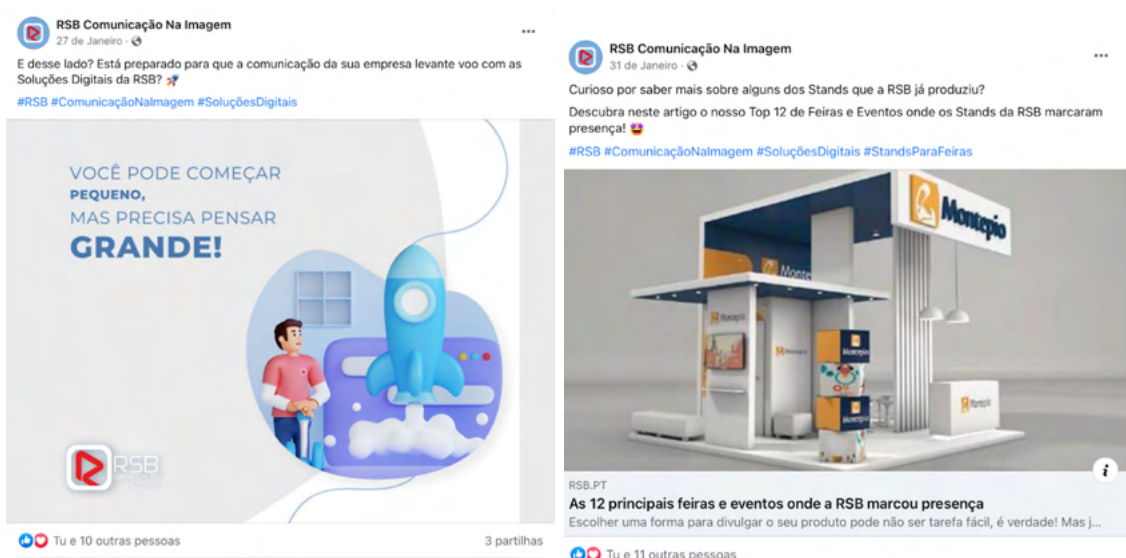 RSB Comunicação Na Imagem
27 de Janeiro ·
E desse lado? Está preparado para que a comunicação da sua empresa levante voo com as
Soluções Digitais da RSB? 🚀
#RSB #ComunicaçãoNaImagem #SoluçõesDigitais
VOCÊ PODE COMEÇAR
PEQUENO,
MAS PRECISA PENSAR
GRANDE!
RSB
Tu e 10 outras pessoas
3 partilhas
RSB Comunicação Na Imagem
31 de Janeiro ·
Curioso por saber mais sobre alguns dos Stands que a RSB já produziu?
Descubra neste artigo o nosso Top 12 de Feiras e Eventos onde os Stands da RSB marcaram
presença! 🤩
#RSB #ComunicaçãoNaImagem #SoluçõesDigitais #StandsParaFeiras
Montepio
Monte
Montepio
Montepio
Montepio
Montepio
Montepio
RSB.PT
As 12 principais feiras e eventos onde a RSB marcou presença
Escolher uma forma para divulgar o seu produto pode não ser tarefa fácil, é verdade! Mas j...
Tu e 11 outras pessoas